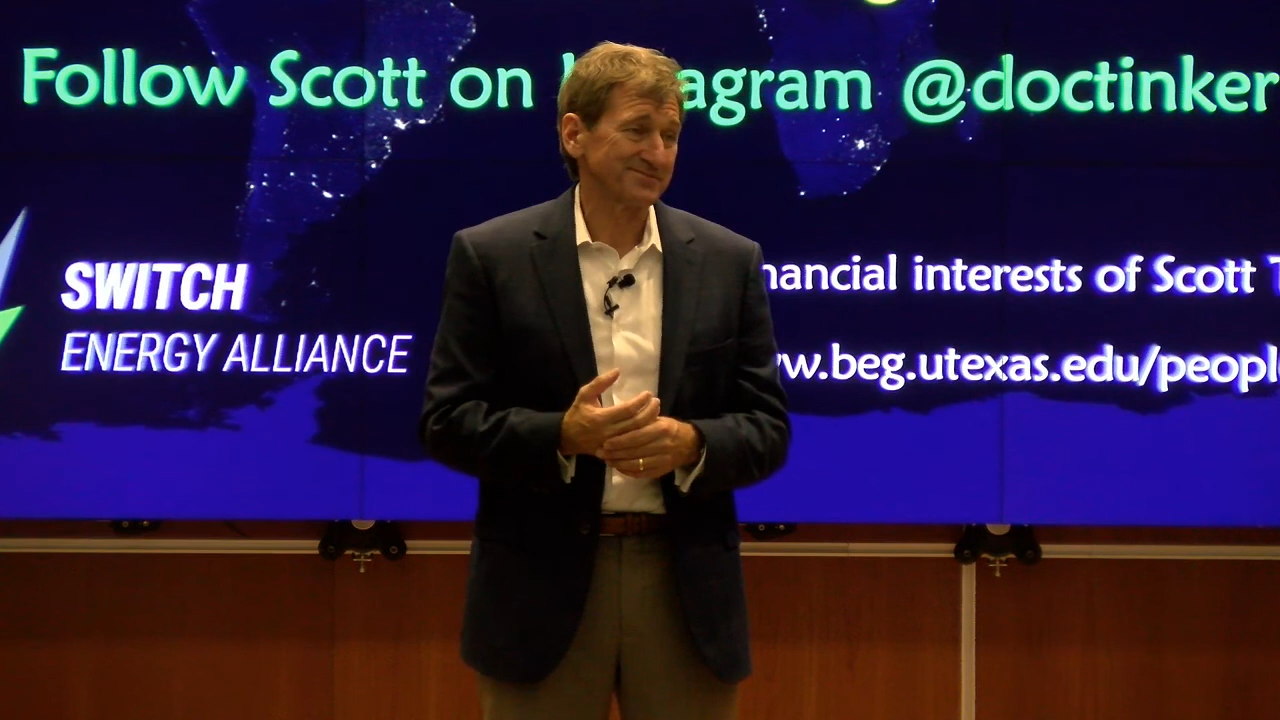 Follow Scott on agram @doctinker
SWITCH
ENERGY ALLIANCE
nancial interests of Scott T
w.beg.utexas.edu/peopl